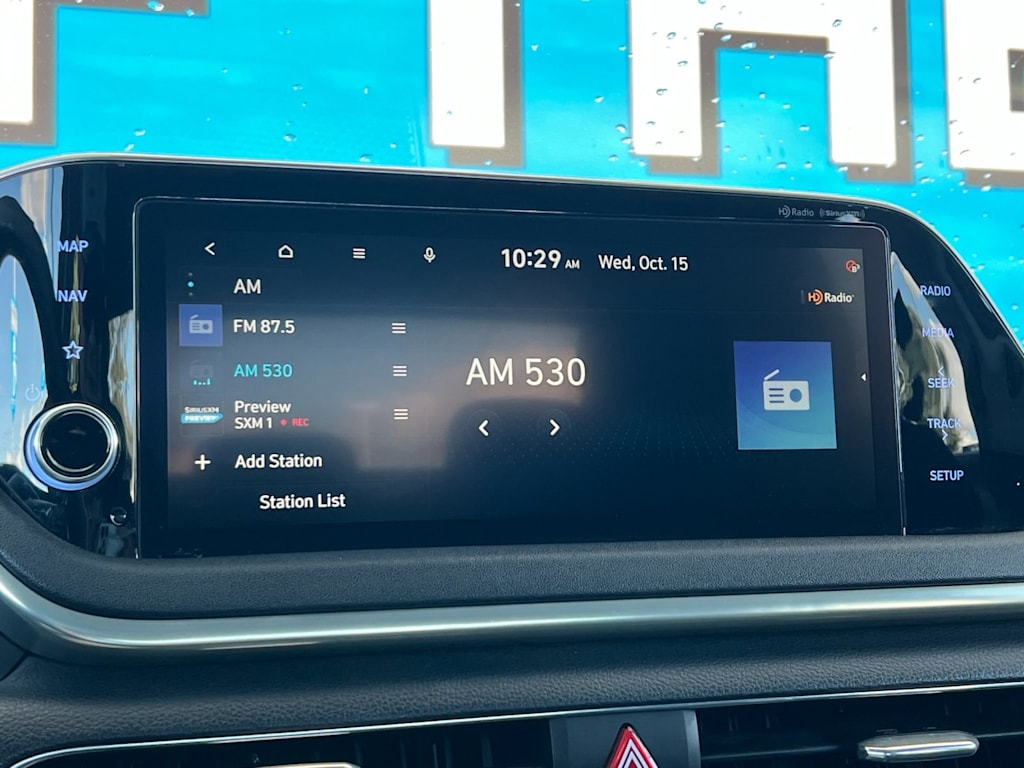 HD Radio SiriusXM
MAP
NAV
10:29 AM Wed, Oct. 15
AM
HD Radio
FM 87.5
AM 530
SIRIUSXM
PREVIEW
Preview
SXM 1 REC
Add Station
Station List
AM 530
RADIO
MEDIA
SEEK
TRACK
SETUP